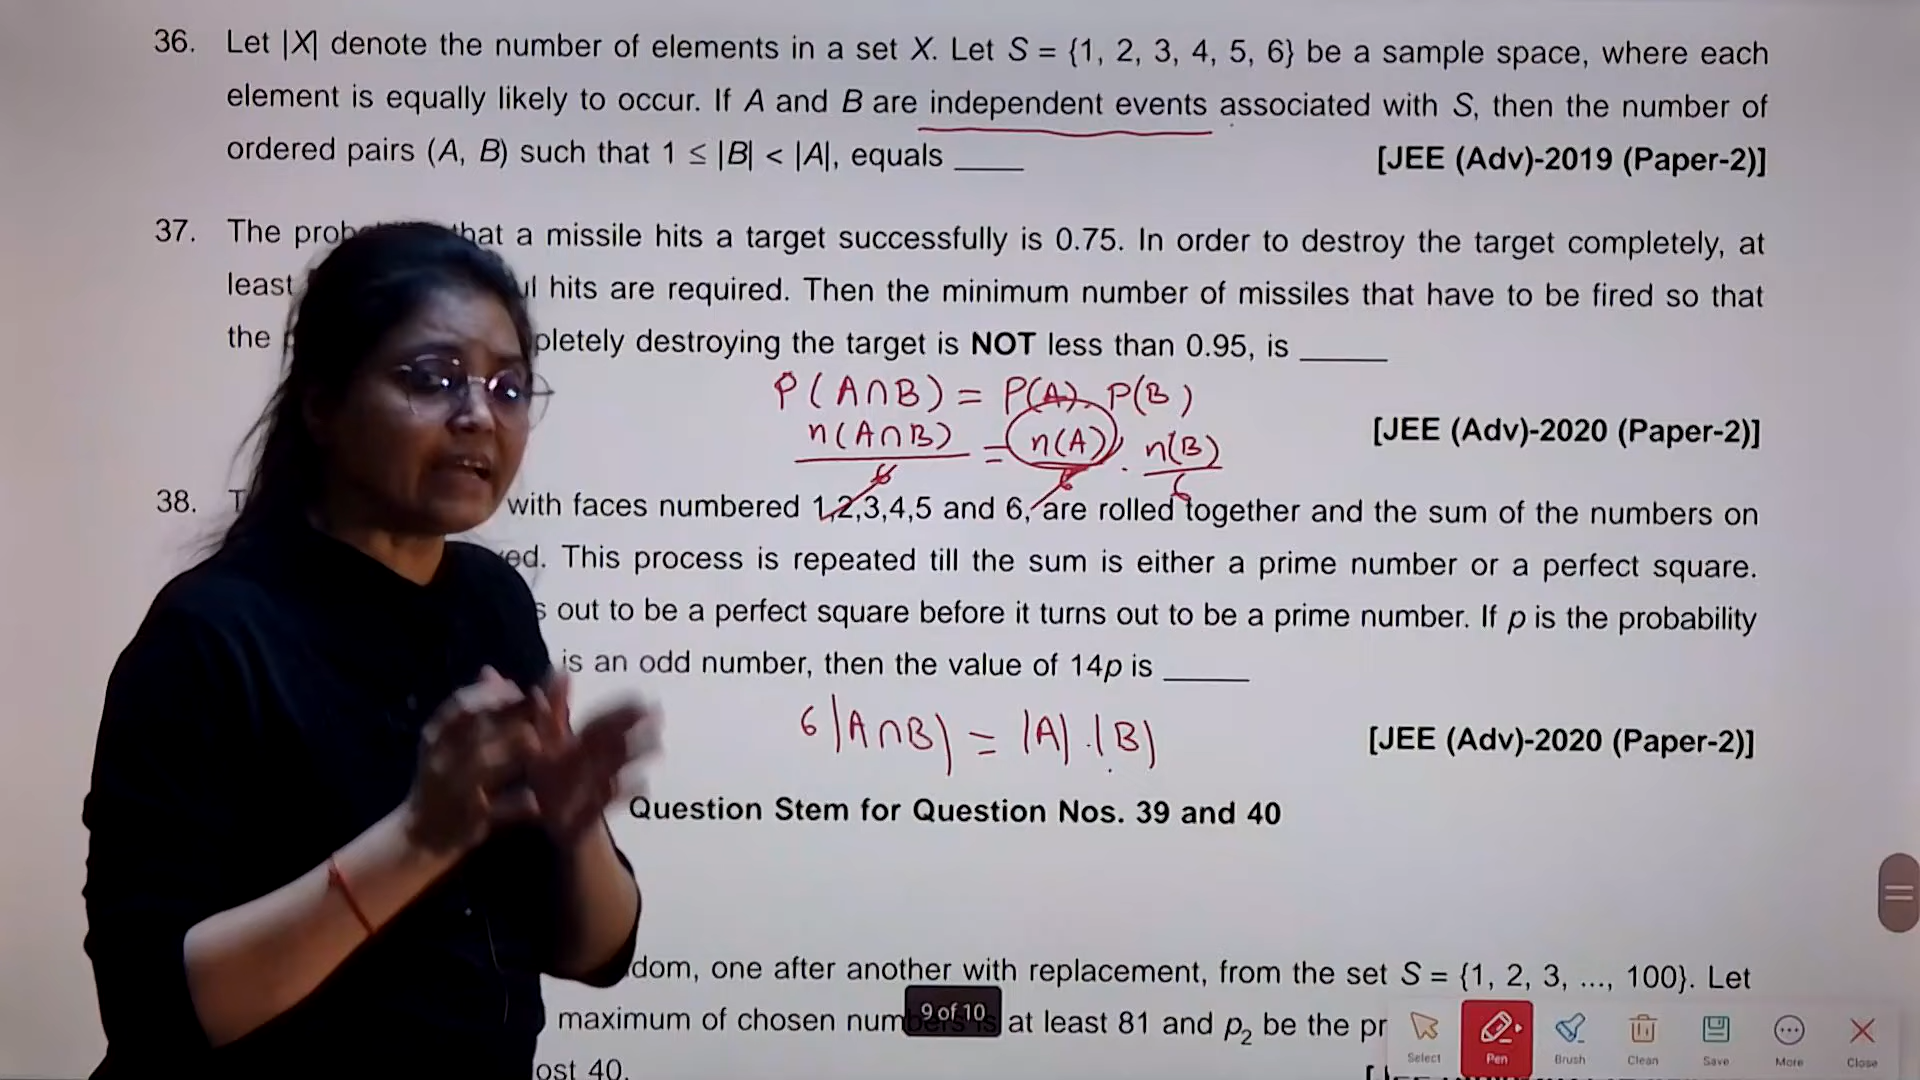 36. Let |X| denote the number of elements in a set X. Let S = {1, 2, 3, 4, 5, 6} be a sample space, where each
element is equally likely to occur. If A and B are independent events associated with S, then the number of
ordered pairs (A, B) such that 1 ≤ |B| < |A|, equals ____ [JEE (Adv)-2019 (Paper-2)]
37. The that a missile hits a target successfully is 0.75. In order to destroy the target completely, at
least hits are required. Then the minimum number of missiles that have to be fired so that
the destroying the target is NOT less than 0.95, is _____
P(A∩B) = P(A). P(B)
n(A∩B)/6 = n(A)/6 . n(B)/6
[JEE (Adv)-2020 (Paper-2)]
38. with faces numbered 1,2,3,4,5 and 6, are rolled together and the sum of the numbers on
This process is repeated till the sum is either a prime number or a perfect square.
out to be a perfect square before it turns out to be a prime number. If p is the probability
is an odd number, then the value of 14p is _____
6|A∩B| = |A|.|B|
[JEE (Adv)-2020 (Paper-2)]
Question Stem for Question Nos. 39 and 40
one after another with replacement, from the set S = {1, 2, 3, ..., 100}. Let
maximum of chosen at least 81 and p2 be the
40.
9 of 10
Select Pen Brush Clean Save More Close